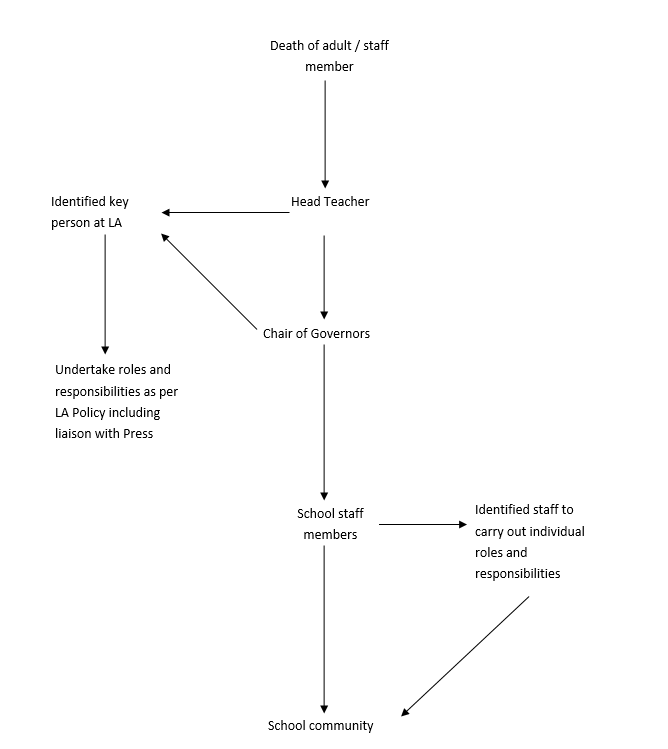 Death of adult / staff
member
Identified key
person at LA
Head Teacher
Chair of Governors
Undertake roles and
responsibilities as per
LA Policy including
liaison with Press
School staff
members
Identified staff to
carry out individual
roles and
responsibilities
School community